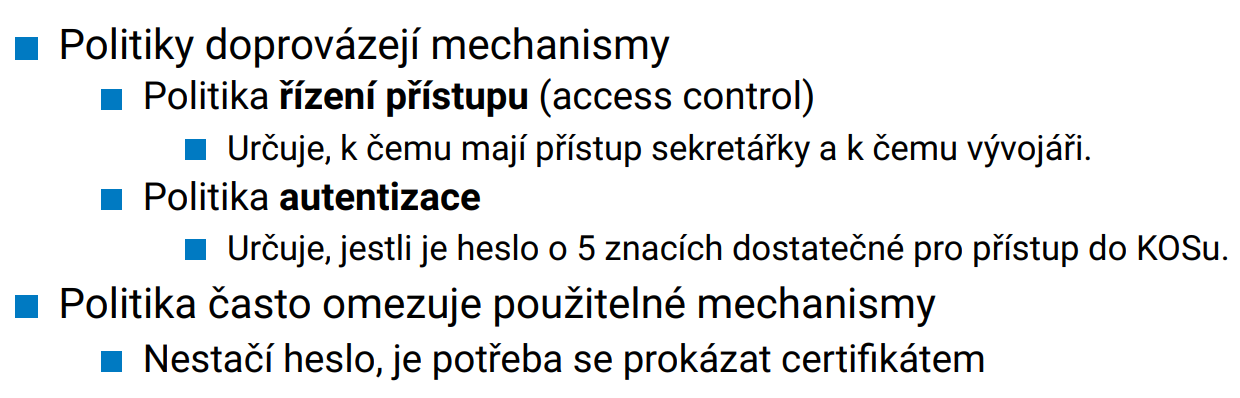 Politiky doprovázejí mechanismy
Politika řízení přístupu (access control)
Určuje, k čemu mají přístup sekretářky a k čemu vývojáři.
Politika autentizace
Určuje, jestli je heslo o 5 znacích dostatečné pro přístup do KOSu.
Politika často omezuje použitelné mechanismy
Nestačí heslo, je potřeba se prokázat certifikátem